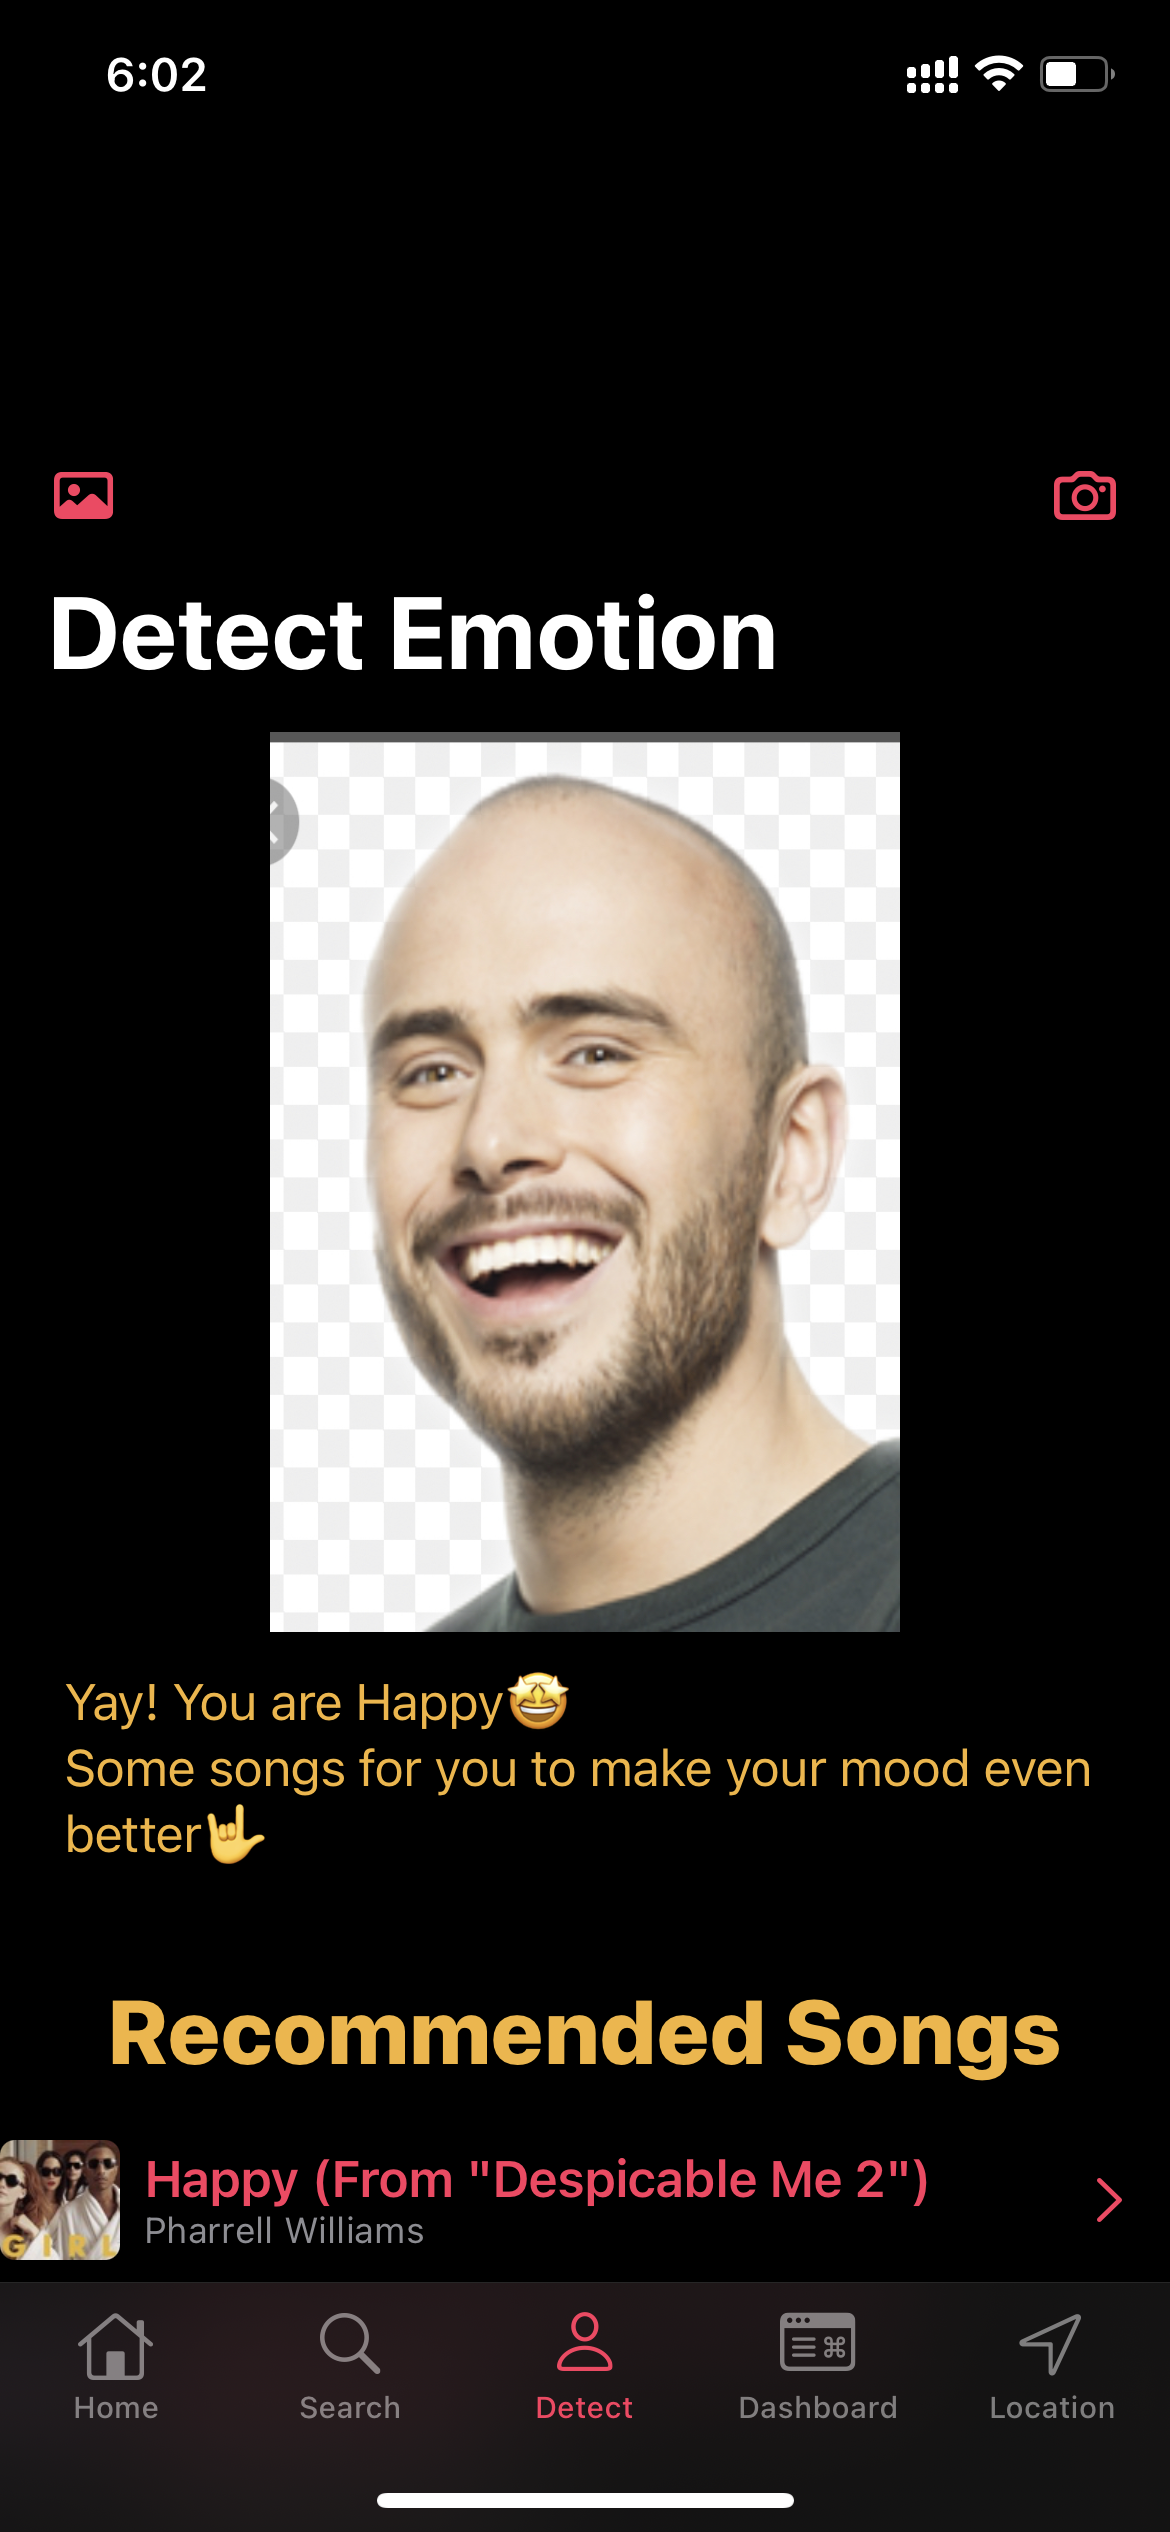 6:02
Detect Emotion
Yay! You are Happy🤩
Some songs for you to make your mood even
better🤟
Recommended Songs
GIRL
Happy (From "Despicable Me 2")
Pharrell Williams
Home
Search
Detect
Dashboard
Location